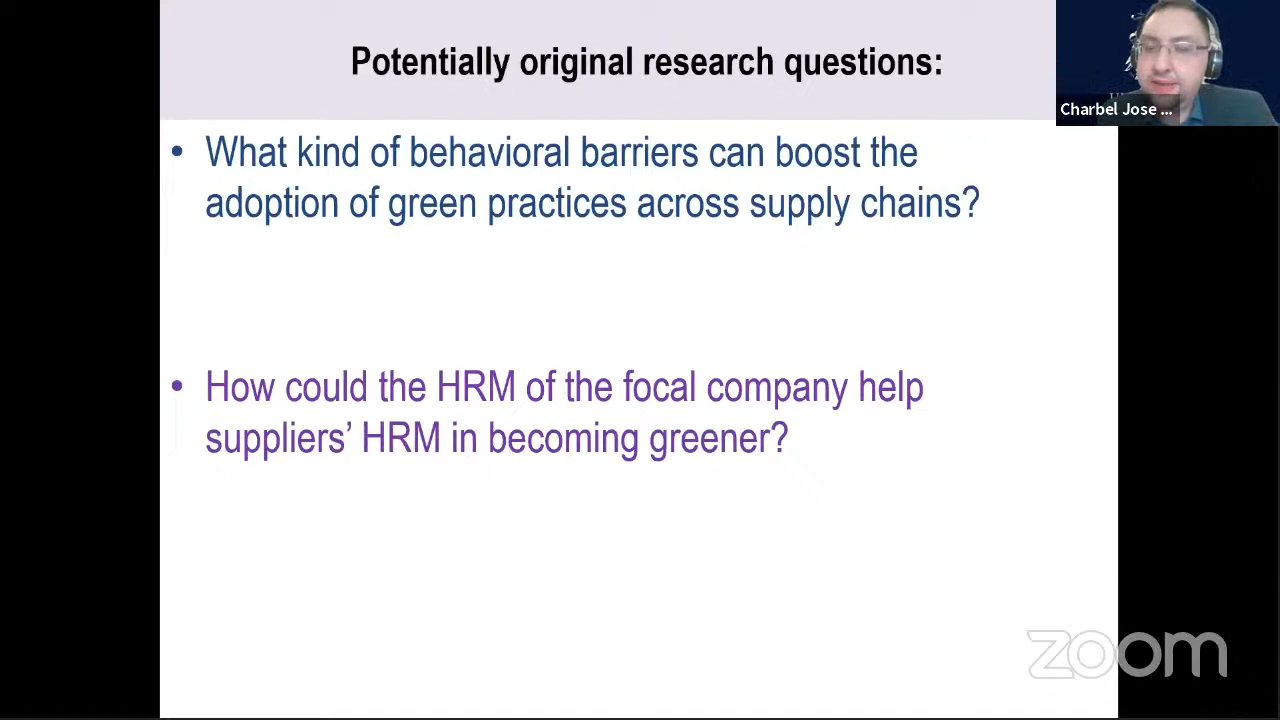 Potentially original research questions:
Charbel Jose ...
• What kind of behavioral barriers can boost the
adoption of green practices across supply chains?
• How could the HRM of the focal company help
suppliers’ HRM in becoming greener?
zoom